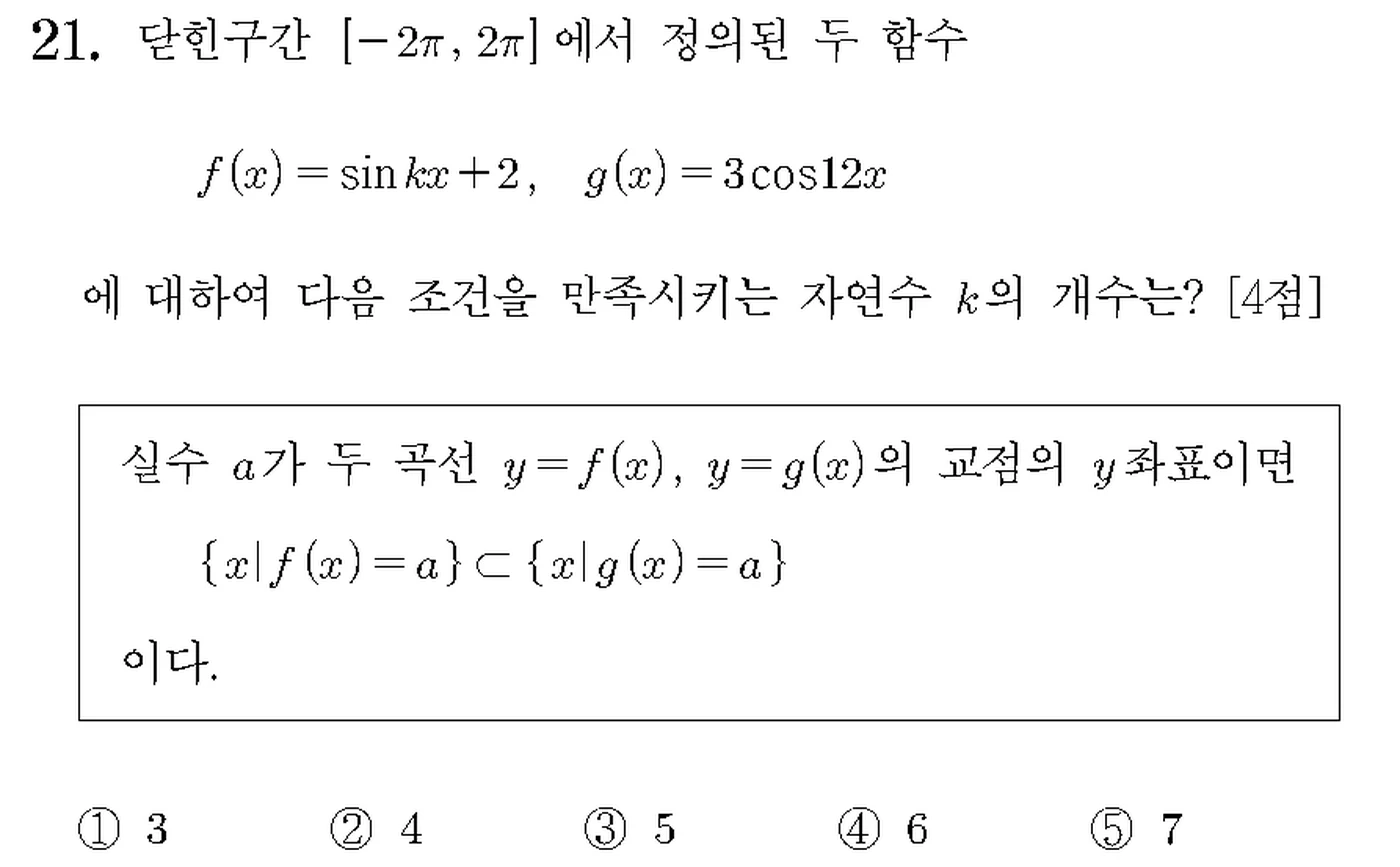 21. 닫힌구간 [−2π, 2π]에서 정의된 두 함수
f(x)=sin kx+2, g(x)=3cos12x
에 대하여 다음 조건을 만족시키는 자연수 k의 개수는? [4점]
실수 a가 두 곡선 y=f(x), y=g(x)의 교점의 y좌표이면
{x|f(x)=a}⊂{x|g(x)=a}
이다.
① 3 ② 4 ③ 5 ④ 6 ⑤ 7